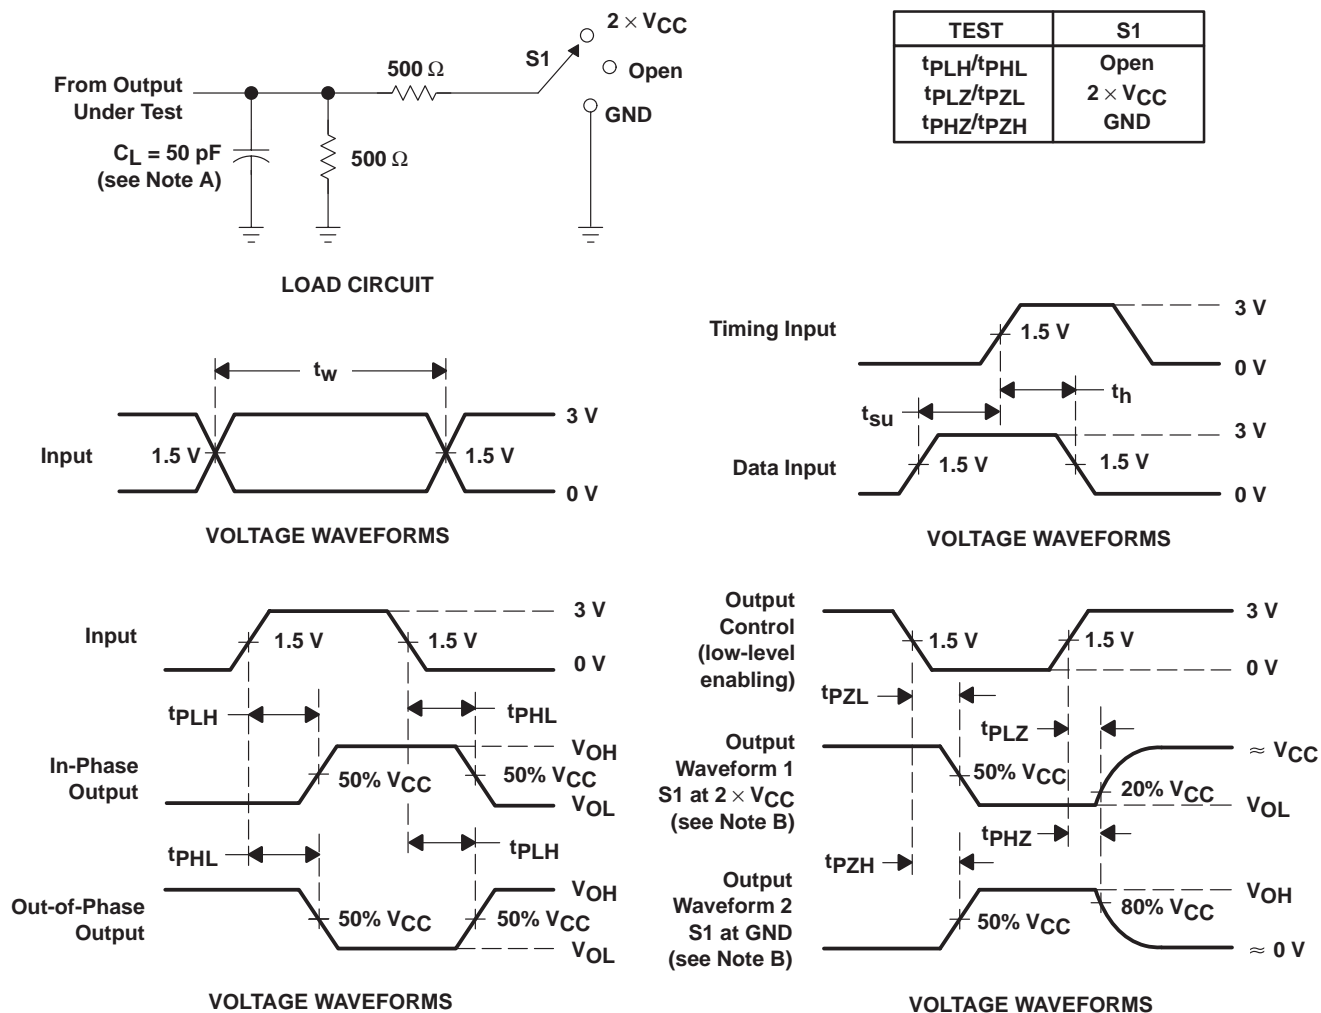 2 × VCC
S1
Open
GND
500 Ω
From Output
Under Test
CL = 50 pF
(see Note A)
500 Ω
LOAD CIRCUIT
TEST S1
tPLH/tPHL Open
tPLZ/tPZL 2 × VCC
tPHZ/tPZH GND
Timing Input
1.5 V
3 V
0 V
tsu
th
Data Input
1.5 V
1.5 V
3 V
0 V
VOLTAGE WAVEFORMS
tw
Input
1.5 V
1.5 V
3 V
0 V
VOLTAGE WAVEFORMS
Input
1.5 V
1.5 V
3 V
0 V
tPLH
tPHL
In-Phase
Output
50% VCC
50% VCC
VOH
VOL
tPHL
tPLH
Out-of-Phase
Output
50% VCC
50% VCC
VOH
VOL
VOLTAGE WAVEFORMS
Output
Control
(low-level
enabling)
1.5 V
1.5 V
3 V
0 V
tPZL
tPLZ
Output
Waveform 1
S1 at 2 × VCC
(see Note B)
50% VCC
20% VCC
≈ VCC
VOL
tPHZ
tPZH
Output
Waveform 2
S1 at GND
(see Note B)
50% VCC
80% VCC
VOH
≈ 0 V
VOLTAGE WAVEFORMS